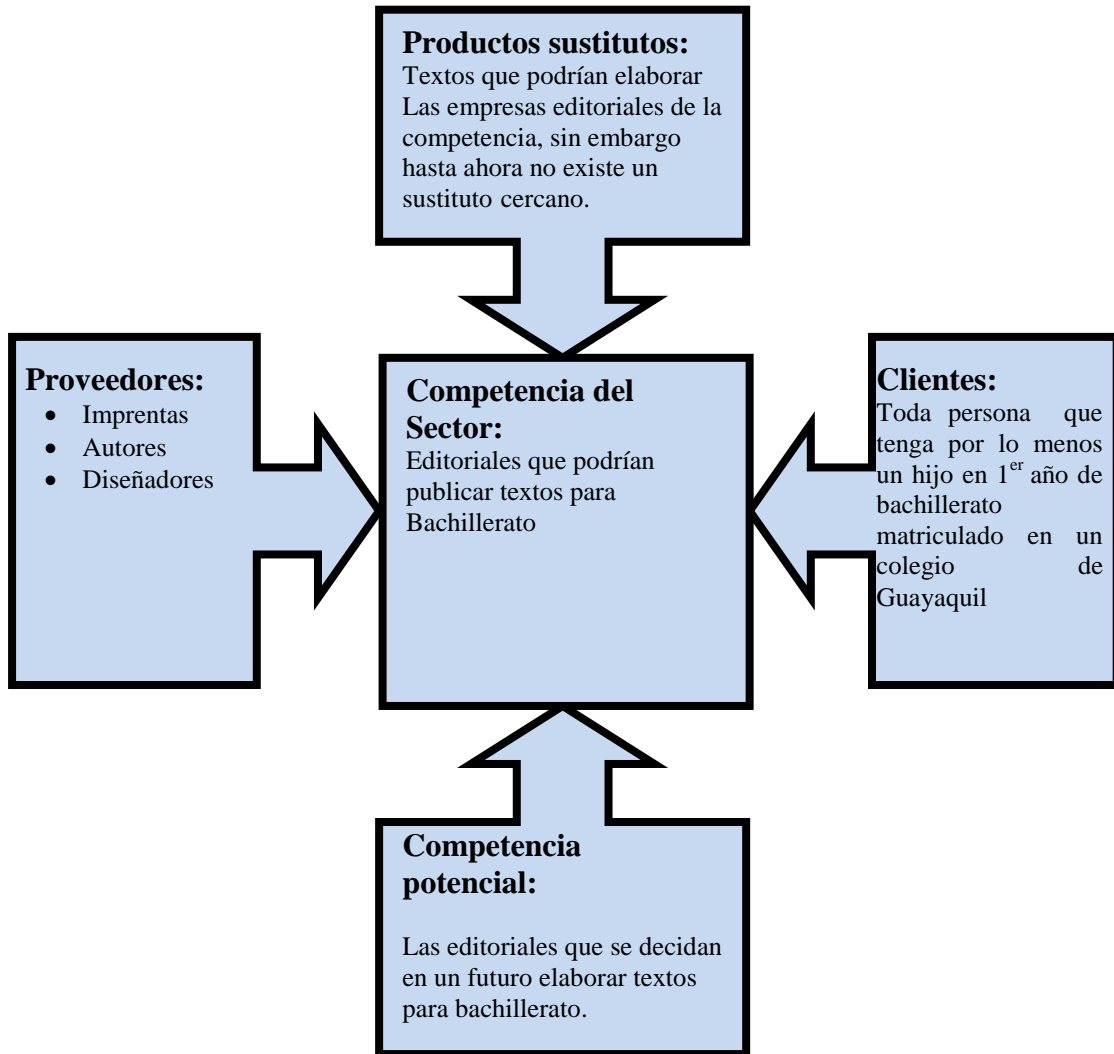 Productos sustitutos:
Textos que podrían elaborar
Las empresas editoriales de la
competencia, sin embargo
hasta ahora no existe un
sustituto cercano.
Proveedores:
• Imprentas
• Autores
• Diseñadores
Competencia del
Sector:
Editoriales que podrían
publicar textos para
Bachillerato
Clientes:
Toda persona que
tenga por lo menos
un hijo en 1er año de
bachillerato
matriculado en un
colegio de
Guayaquil
Competencia
potencial:
Las editoriales que se decidan
en un futuro elaborar textos
para bachillerato.